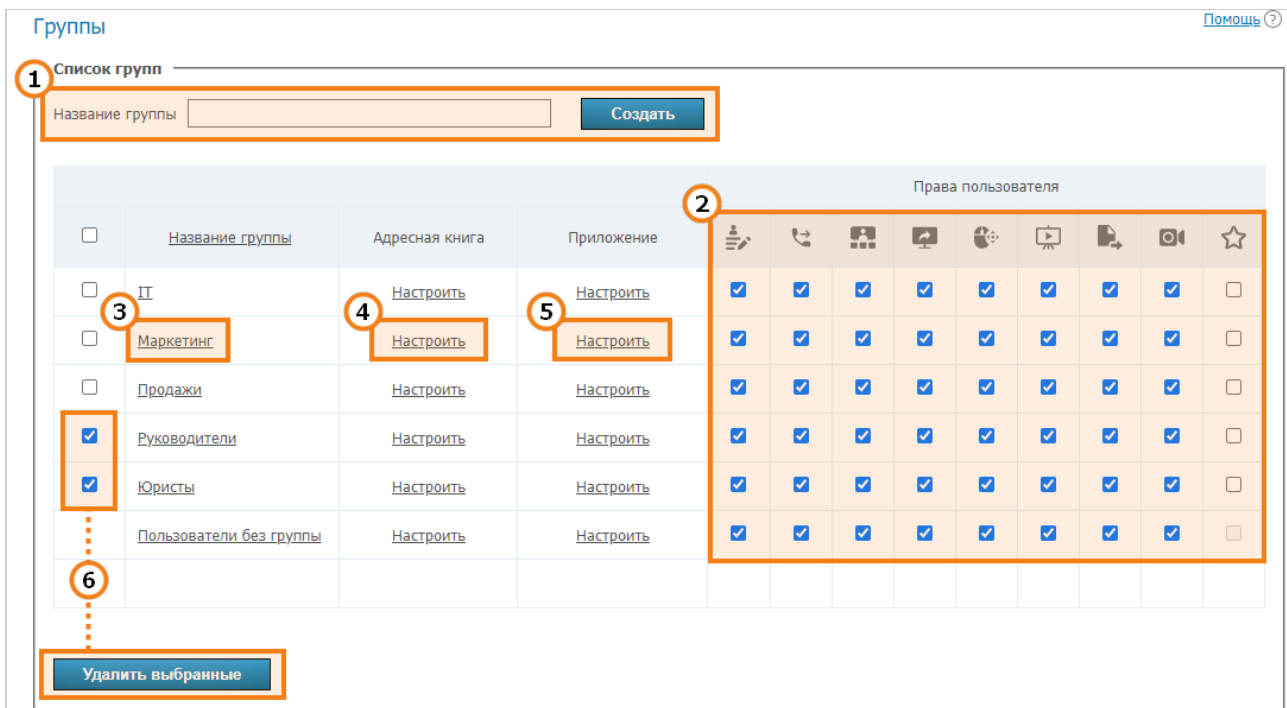 Группы
Помощь ?
Список групп
1
Название группы
Создать
Права пользователя
2
Название группы Адресная книга Приложение
IT Настроить Настроить
3 4 5
Маркетинг Настроить Настроить
Продажи Настроить Настроить
Руководители Настроить Настроить
Юристы Настроить Настроить
Пользователи без группы Настроить Настроить
6
Удалить выбранные